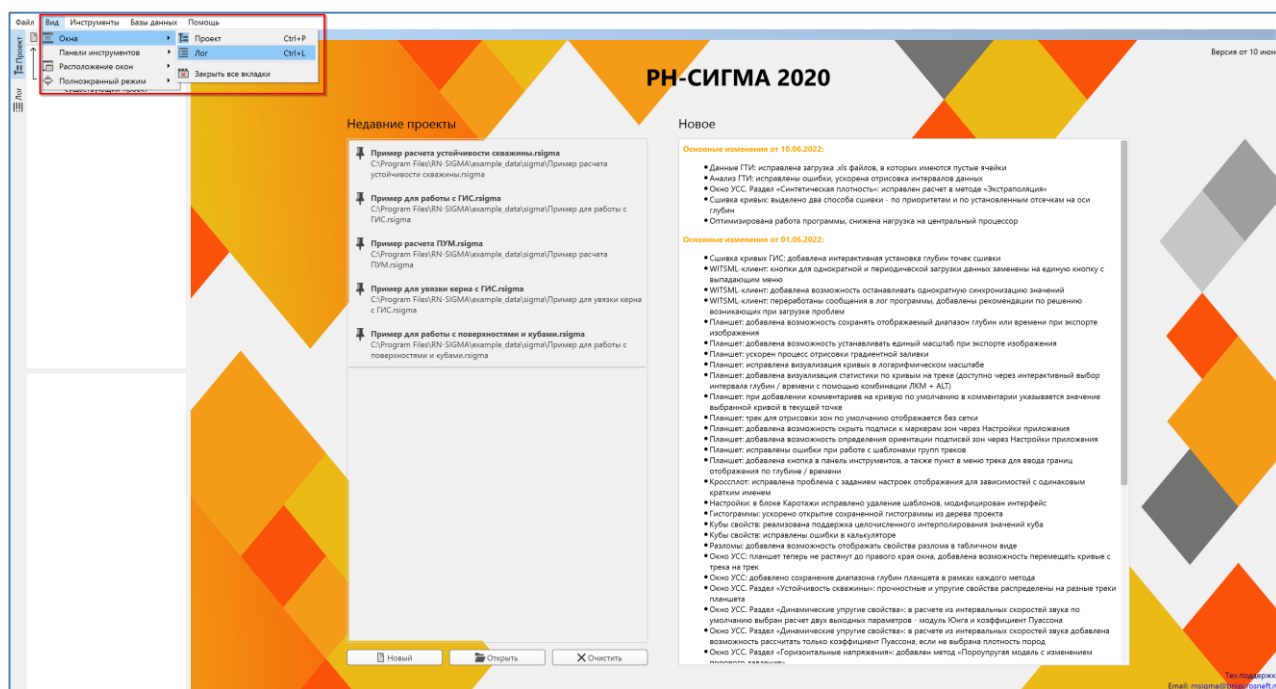 Файл Вид Инструменты Базы данных Помощь
Окна
Панели инструментов
Расположение окон
Полноэкранный режим
Проект Ctrl+P
Лог Ctrl+L
Закрыть все вкладки
существующий проект
Проект
Лог
Версия от 10 июн
РН-СИГМА 2020
Недавние проекты
Пример расчета устойчивости скважины.rsigma
C:\Program Files\RN-SIGMA\example_data\sigma\Пример расчета
устойчивости скважины.rsigma
Пример для работы с ГИС.rsigma
C:\Program Files\RN-SIGMA\example_data\sigma\Пример для работы с
ГИС.rsigma
Пример расчета ПУМ.rsigma
C:\Program Files\RN-SIGMA\example_data\sigma\Пример расчета
ПУМ.rsigma
Пример для увязки керна с ГИС.rsigma
C:\Program Files\RN-SIGMA\example_data\sigma\Пример для увязки керна
с ГИС.rsigma
Пример для работы с поверхностями и кубами.rsigma
C:\Program Files\RN-SIGMA\example_data\sigma\Пример для работы с
поверхностями и кубами.rsigma
Новый Открыть Очистить
Новое
Основные изменения от 10.06.2022:
• Данные ГТИ: исправлена загрузка .xls файлов, в которых имеются пустые ячейки
• Анализ ГТИ: исправлены ошибки, ускорена отрисовка интервалов данных
• Окно УСС. Раздел «Синтетическая плотность»: исправлен расчет в методе «Экстраполяция»
• Сшивка кривых: выделено два способа сшивки - по приоритетам и по установленным отсечкам на оси
глубин
• Оптимизирована работа программы, снижена нагрузка на центральный процессор
Основные изменения от 01.06.2022:
• Сшивка кривых ГИС: добавлена интерактивная установка глубин точек сшивки
• WITSML-клиент: кнопки для однократной и периодической загрузки данных заменены на единую кнопку с
выпадающим меню
• WITSML-клиент: добавлена возможность останавливать однократную синхронизацию значений
• WITSML-клиент: переработаны сообщения в лог программы, добавлены рекомендации по решению
возникающих при загрузке проблем
• Планшет: добавлена возможность сохранять отображаемый диапазон глубин или времени при экспорте
изображения
• Планшет: добавлена возможность устанавливать единый масштаб при экспорте изображения
• Планшет: ускорен процесс отрисовки градиентной заливки
• Планшет: исправлена визуализация кривых в логарифмическом масштабе
• Планшет: добавлена визуализация статистики по кривым на треке (доступно через интерактивный выбор
интервала глубин / времени с помощью комбинации ЛКМ + ALT)
• Планшет: при добавлении комментариев на кривую по умолчанию в комментарии указывается значение
выбранной кривой в текущей точке
• Планшет: трек для отрисовки зон по умолчанию отображается без сетки
• Планшет: добавлена возможность скрыть подписи к маркерам зон через Настройки приложения
• Планшет: добавлена возможность определения ориентации подписей зон через Настройки приложения
• Планшет: исправлены ошибки при работе с шаблонами групп треков
• Планшет: добавлена кнопка в панель инструментов, а также пункт в меню трека для ввода границ
отображения по глубине / времени
• Кроссплот: исправлена проблема с заданием настроек отображения для зависимостей с одинаковым
кратким именем
• Настройки: в блоке Каротажи исправлено удаление шаблонов, модифицирован интерфейс
• Гистограммы: ускорено открытие сохраненной гистограммы из дерева проекта
• Кубы свойств: реализована поддержка целочисленного интерполирования значений куба
• Кубы свойств: исправлены ошибки в калькуляторе
• Разломы: добавлена возможность отображать свойства разлома в табличном виде
• Окно УСС: планшет теперь не растянут до правого края окна, добавлена возможность перемещать кривые с
трека на трек
• Окно УСС: добавлено сохранение диапазона глубин планшета в рамках каждого метода
• Окно УСС. Раздел «Устойчивость скважины»: прочностные и упругие свойства распределены на разные треки
планшета
• Окно УСС. Раздел «Динамические упругие свойства»: в расчете из интервальных скоростей звука по
умолчанию выбран расчет двух выходных параметров - модуль Юнга и коэффициент Пуассона
• Окно УСС. Раздел «Динамические упругие свойства»: в расчете из интервальных скоростей звука добавлена
возможность рассчитать только коэффициент Пуассона, если не выбрана плотность пород
• Окно УСС. Раздел «Горизонтальные напряжения»: добавлен метод «Пороупругая модель с изменением
порового давления»
Тех.поддержк
Email: rnsigma@bnipi.rosneft.r